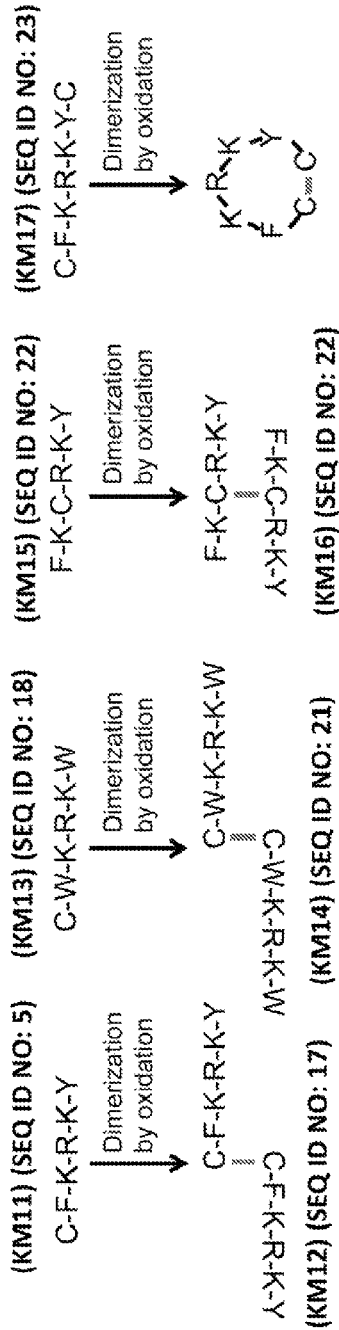 (KM11) (SEQ ID NO: 5)
C-F-K-R-K-Y
Dimerization
by oxidation
C-F-K-R-K-Y
C-F-K-R-K-Y
(KM12) (SEQ ID NO: 17)
(KM13) (SEQ ID NO: 18)
C-W-K-R-K-W
Dimerization
by oxidation
C-W-K-R-K-W
C-W-K-R-K-W
(KM14) (SEQ ID NO: 21)
(KM15) (SEQ ID NO: 22)
F-K-C-R-K-Y
Dimerization
by oxidation
F-K-C-R-K-Y
F-K-C-R-K-Y
(KM16) (SEQ ID NO: 22)
(KM17) (SEQ ID NO: 23)
C-F-K-R-K-Y-C
Dimerization
by oxidation
K-R-K
F Y
C C